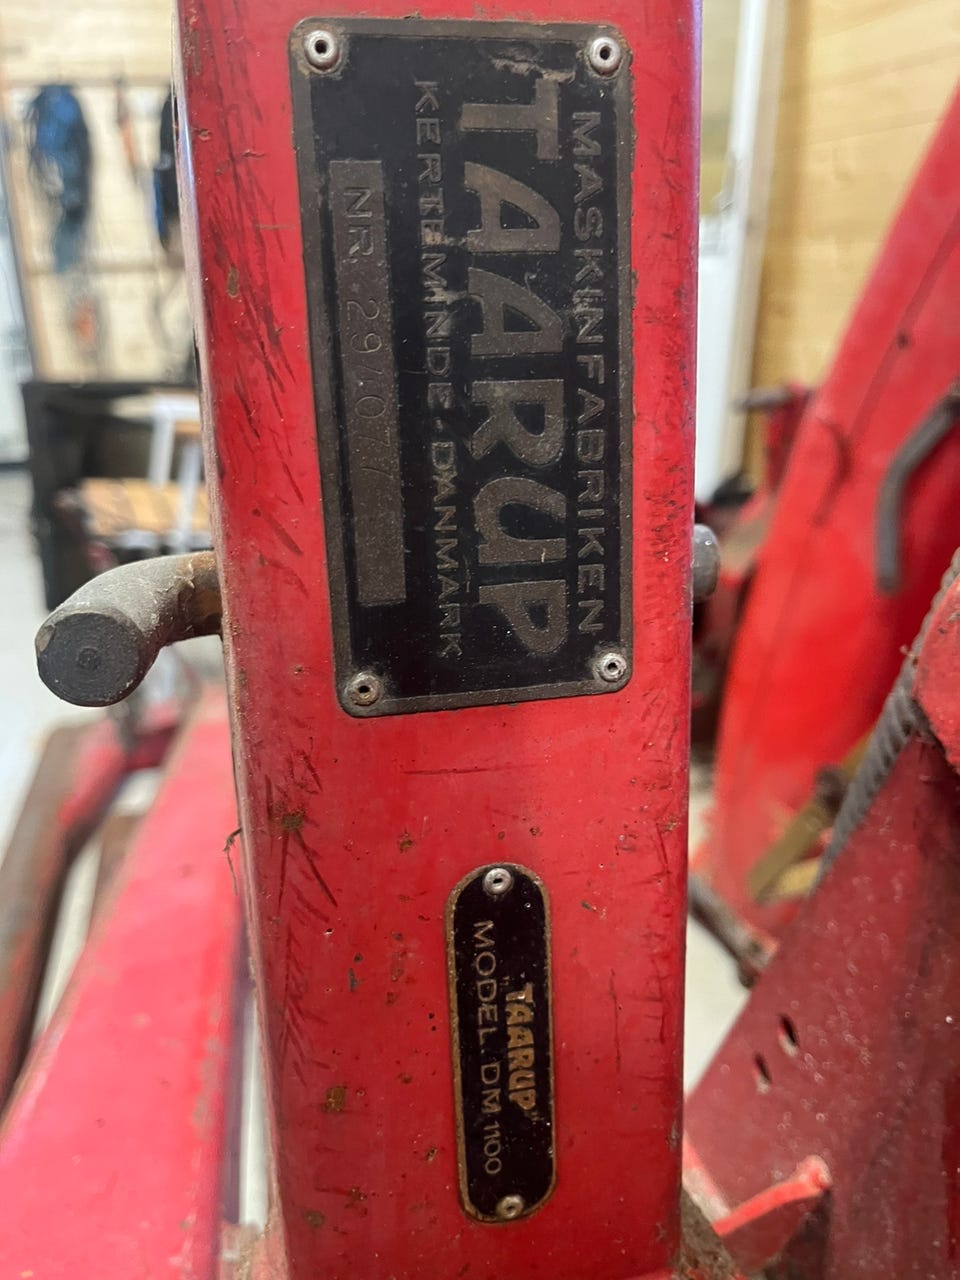 MASKINFABRIKEN
TAARUP
KERTEMINDE - DANMARK
NR 29/077
"TAARUP"
MODEL. DM 1100